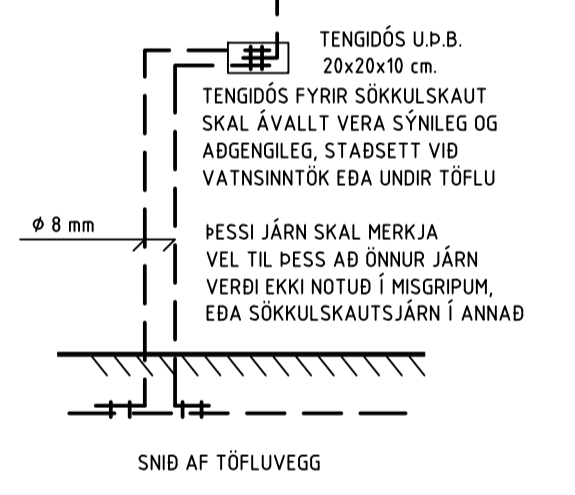 TENGIDÓS U.Þ.B.
20x20x10 cm.
TENGIDÓS FYRIR SÖKKULSKAUT
SKAL ÁVALLT VERA SÝNILEG OG
AÐGENGILEG, STAÐSETT VIÐ
VATNSINNTÖK EÐA UNDIR TÖFLU
ø 8 mm
ÞESSI JÁRN SKAL MERKJA
VEL TIL ÞESS AÐ ÖNNUR JÁRN
VERÐI EKKI NOTUÐ Í MISGRIPUM,
EÐA SÖKKULSKAUTSJÁRN Í ANNAÐ
SNIÐ AF TÖFLUVEGG